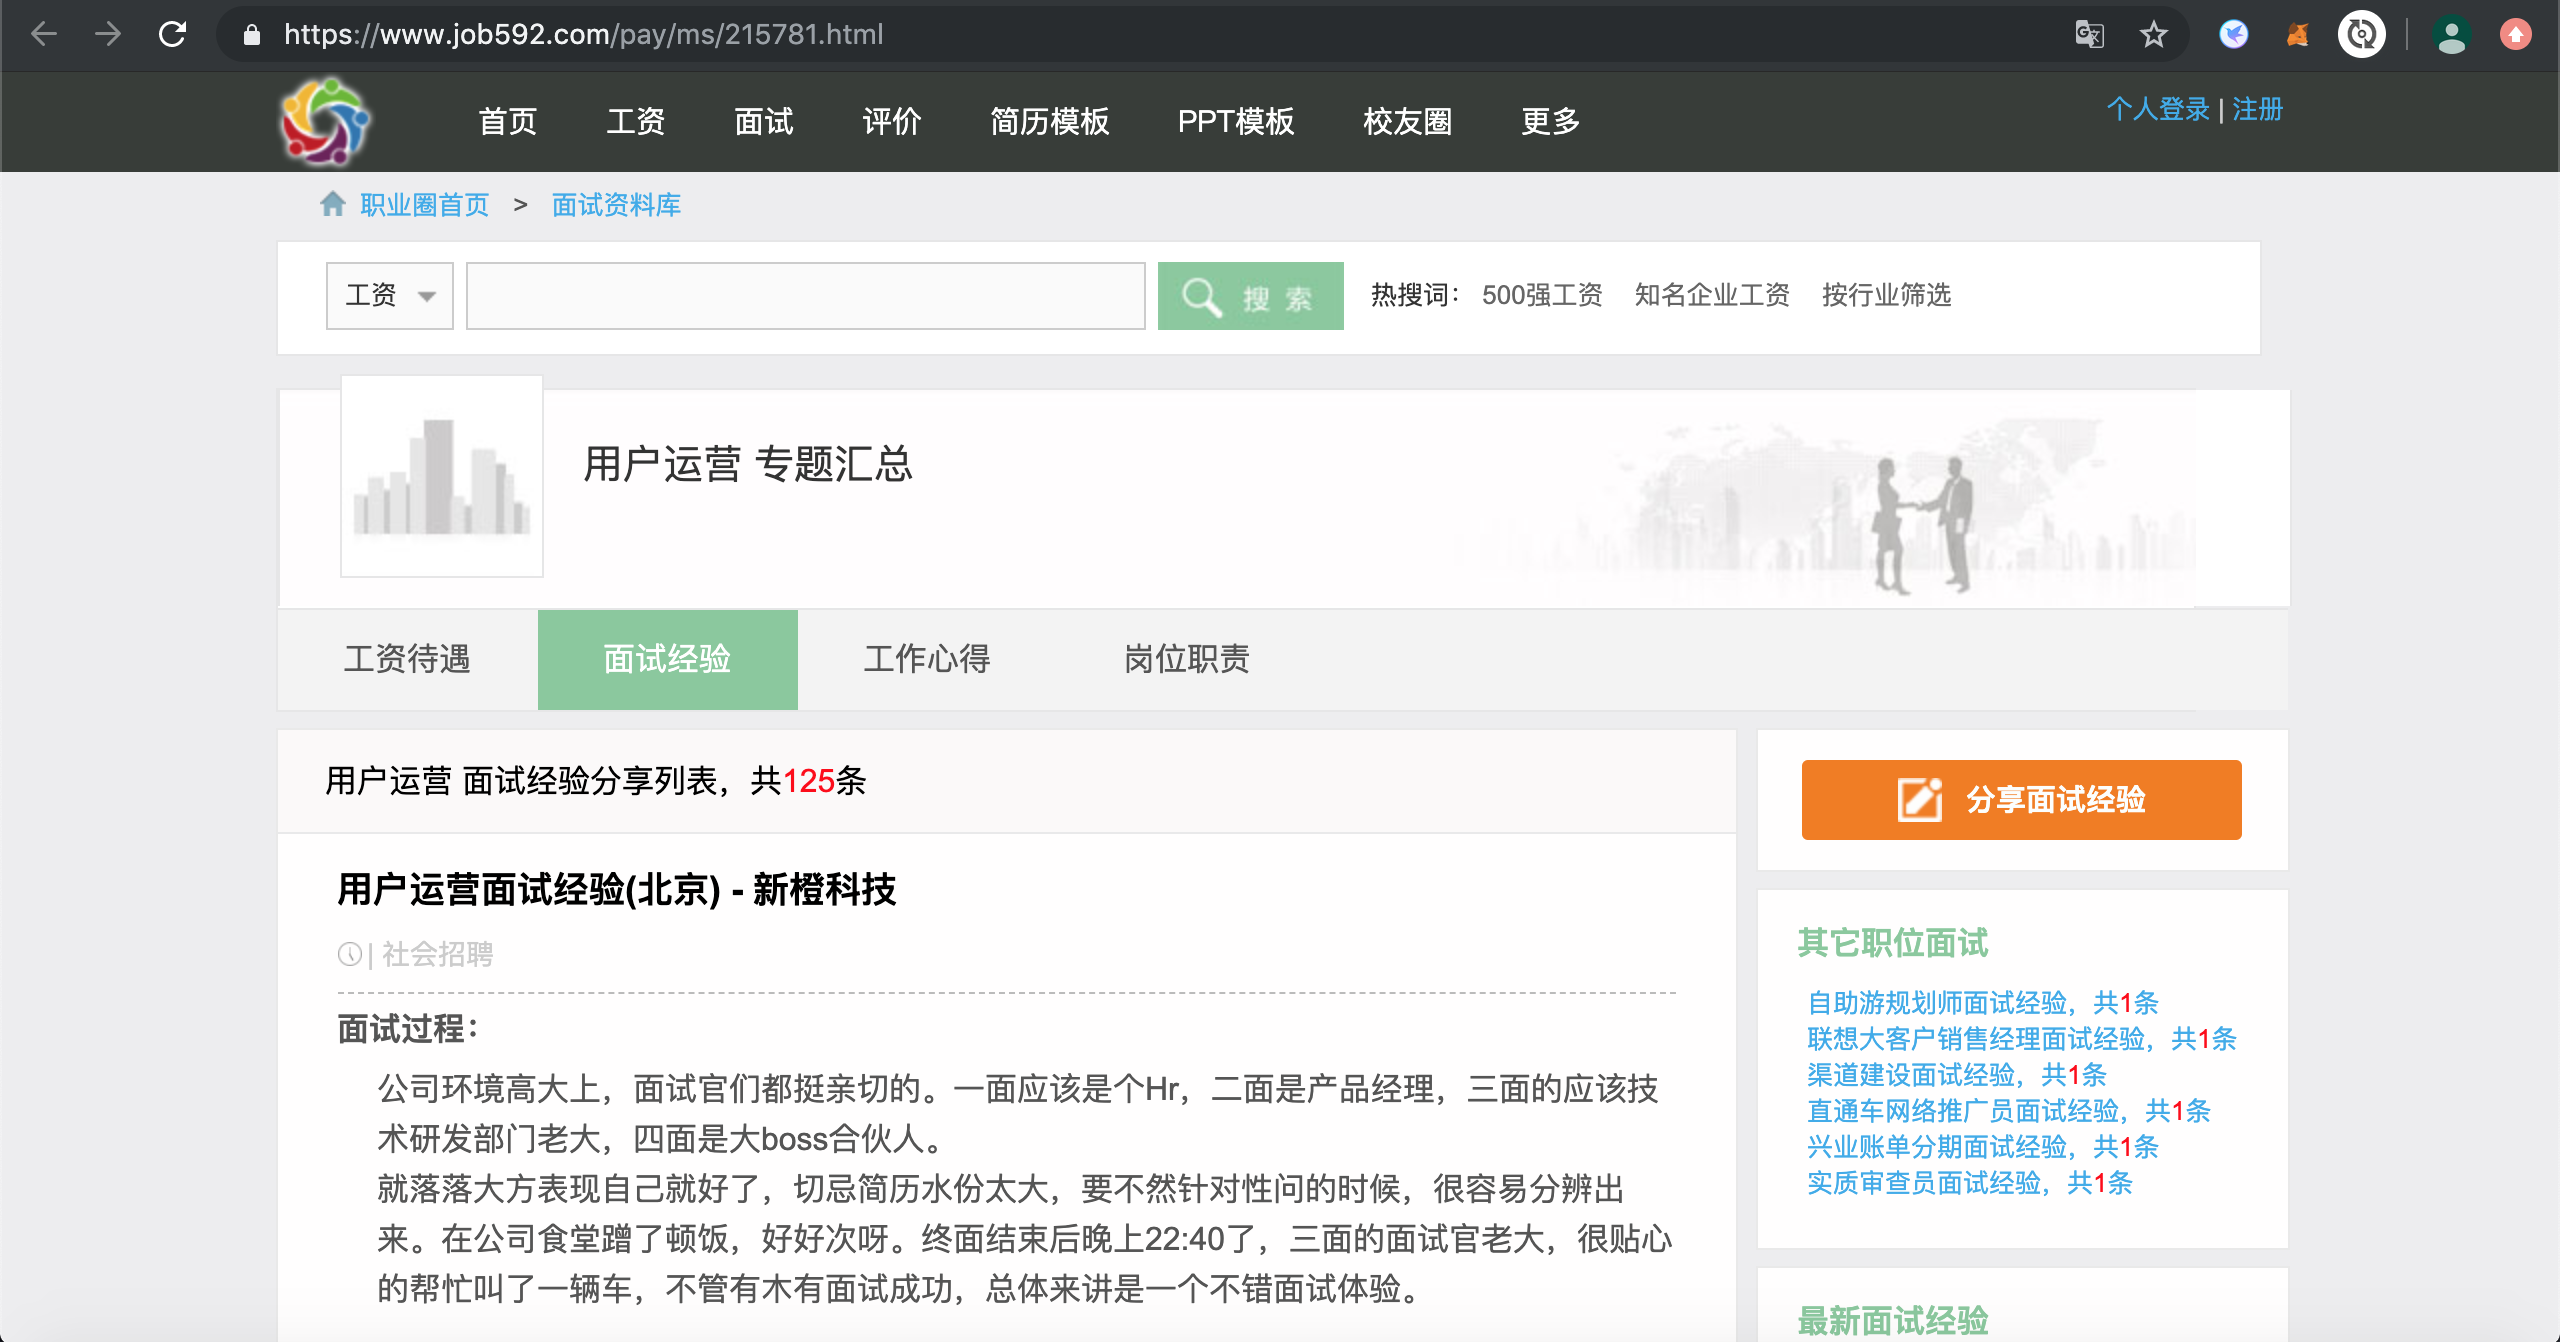 https://www.job592.com/pay/ms/215781.html
首页 工资 面试 评价 简历模板 PPT模板 校友圈 更多
个人登录 | 注册
职业圈首页 > 面试资料库
工资
搜 索
热搜词： 500强工资 知名企业工资 按行业筛选
用户运营 专题汇总
工资待遇 面试经验 工作心得 岗位职责
用户运营 面试经验分享列表，共125条
用户运营面试经验(北京) - 新橙科技
| 社会招聘
面试过程：
公司环境高大上，面试官们都挺亲切的。一面应该是个Hr，二面是产品经理，三面的应该技
术研发部门老大，四面是大boss合伙人。
就落落大方表现自己就好了，切忌简历水份太大，要不然针对性问的时候，很容易分辨出
来。在公司食堂蹭了顿饭，好好次呀。终面结束后晚上22:40了，三面的面试官老大，很贴心
的帮忙叫了一辆车，不管有木有面试成功，总体来讲是一个不错面试体验。
分享面试经验
其它职位面试
自助游规划师面试经验，共1条
联想大客户销售经理面试经验，共1条
渠道建设面试经验，共1条
直通车网络推广员面试经验，共1条
兴业账单分期面试经验，共1条
实质审查员面试经验，共1条
最新面试经验